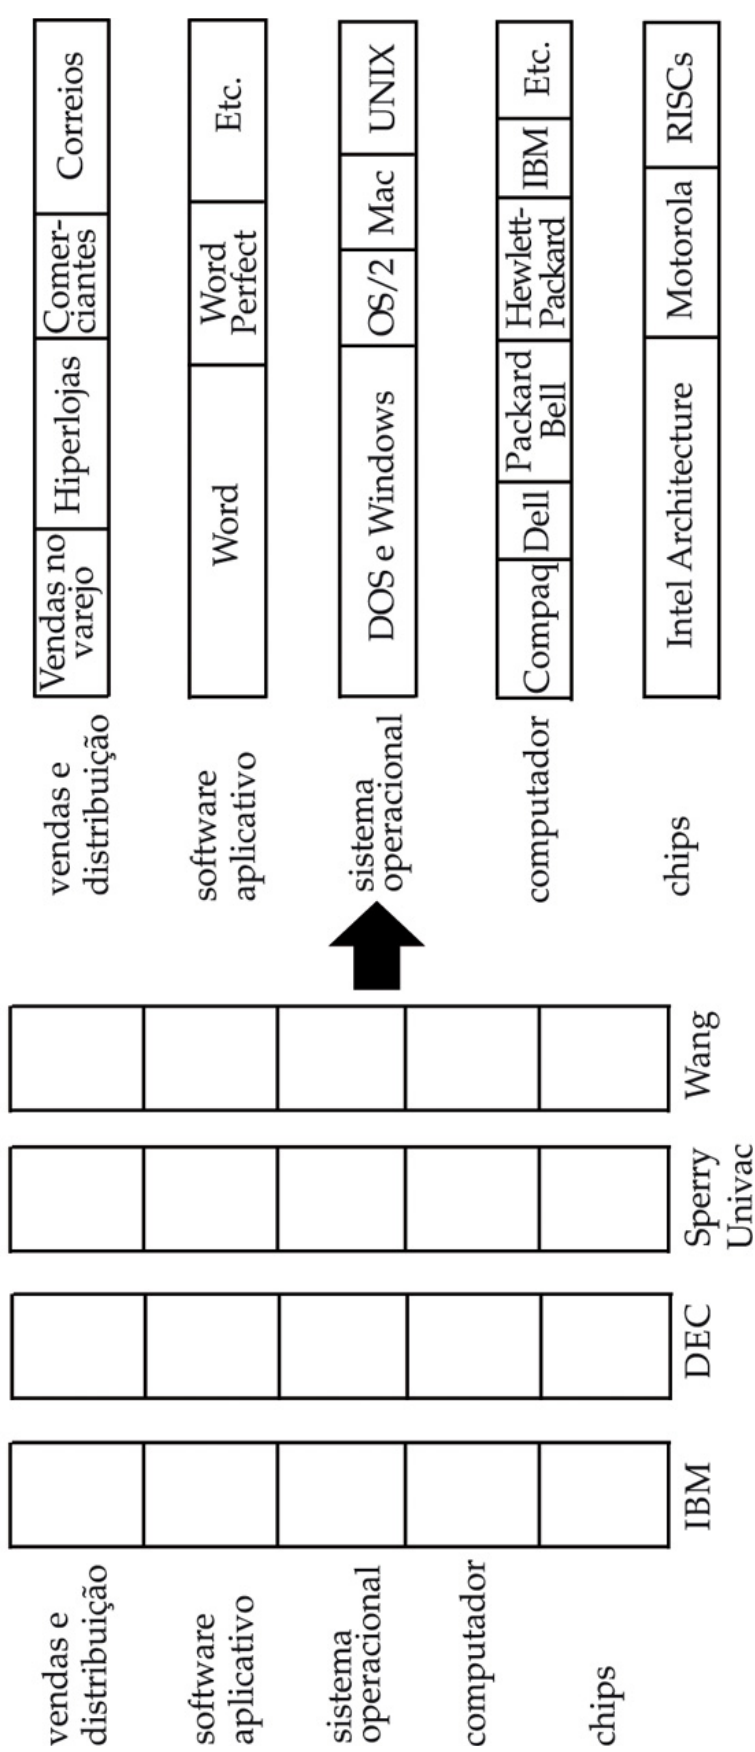 vendas e
distribuição
software
aplicativo
sistema
operacional
computador
chips
IBM
DEC
Sperry
Univac
Wang
vendas e
distribuição
Vendas no
varejo
Hiperlojas
Comer-
ciantes
Correios
software
aplicativo
Word
Word
Perfect
Etc.
sistema
operacional
DOS e Windows
OS/2
Mac
UNIX
computador
Compaq
Dell
Packard
Bell
Hewlett-
Packard
IBM
Etc.
chips
Intel Architecture
Motorola
RISCs